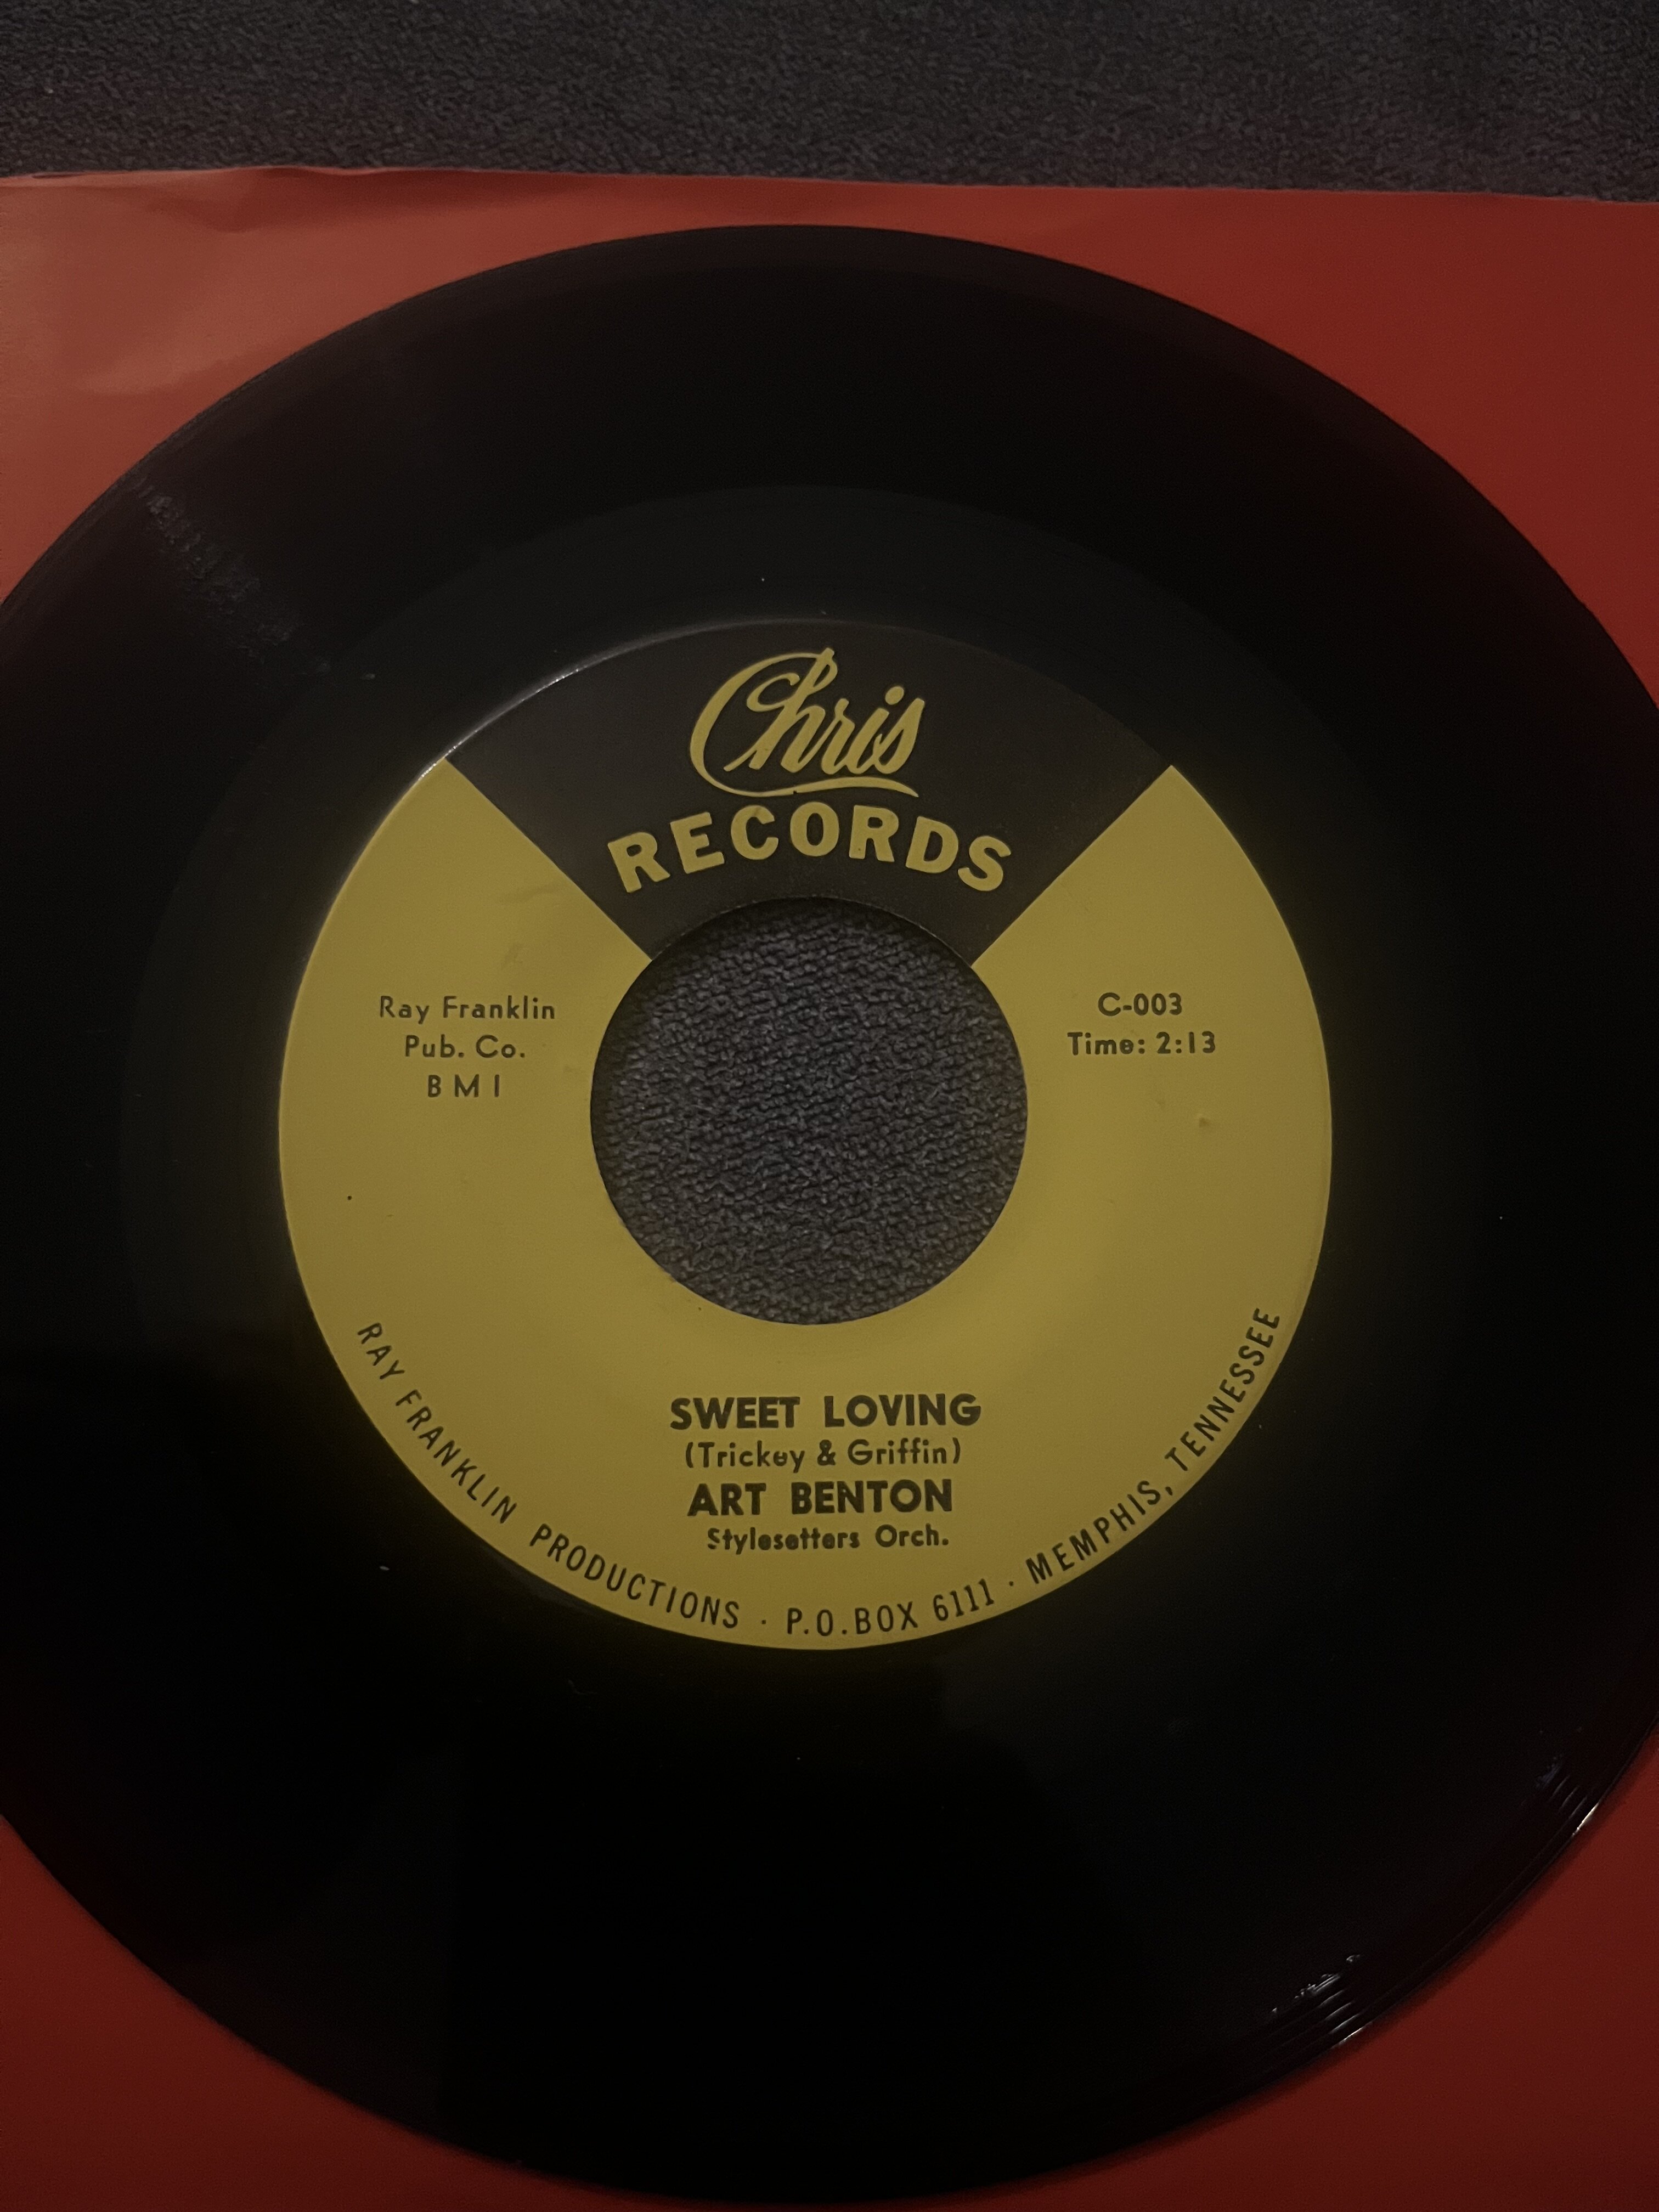 Chris
RECORDS
Ray Franklin
Pub. Co.
B M I
C-003
Time: 2:13
SWEET LOVING
(Trickey & Griffin)
ART BENTON
Stylesetters Orch.
RAY FRANKLIN PRODUCTIONS · P.O.BOX 6111 · MEMPHIS, TENNESSEE